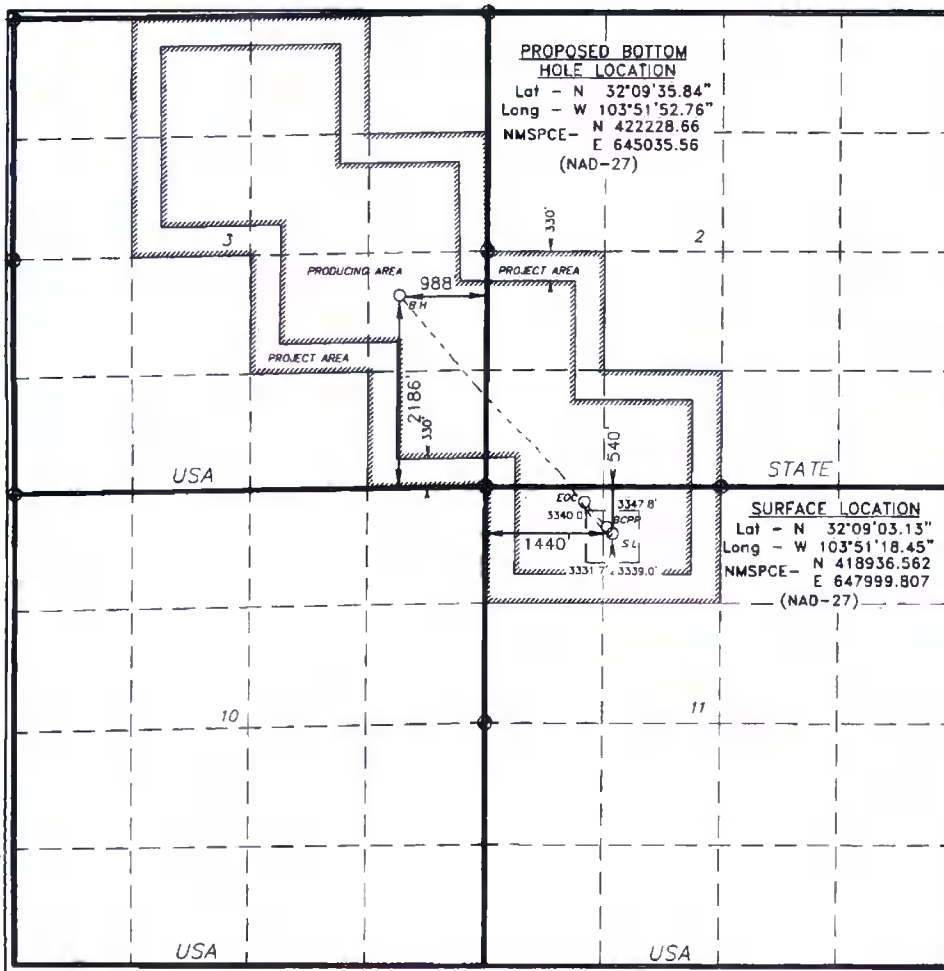 PROPOSED BOTTOM
HOLE LOCATION
Lat - N 32°09'35.84"
Long - W 103°51'52.76"
NMSPCE- N 422228.66
E 645035.56
(NAD-27)
330'
3
2
PRODUCING AREA
988
PROJECT AREA
B.H.
PROJECT AREA
2186'
330'
540'
USA
STATE
EOC
3340.0'
3347.8'
BCPP
1440'
S.L.
3331.7'
3339.0'
SURFACE LOCATION
Lat - N 32°09'03.13"
Long - W 103°51'18.45"
NMSPCE- N 418936.562
E 647999.807
(NAD-27)
10
11
USA
USA